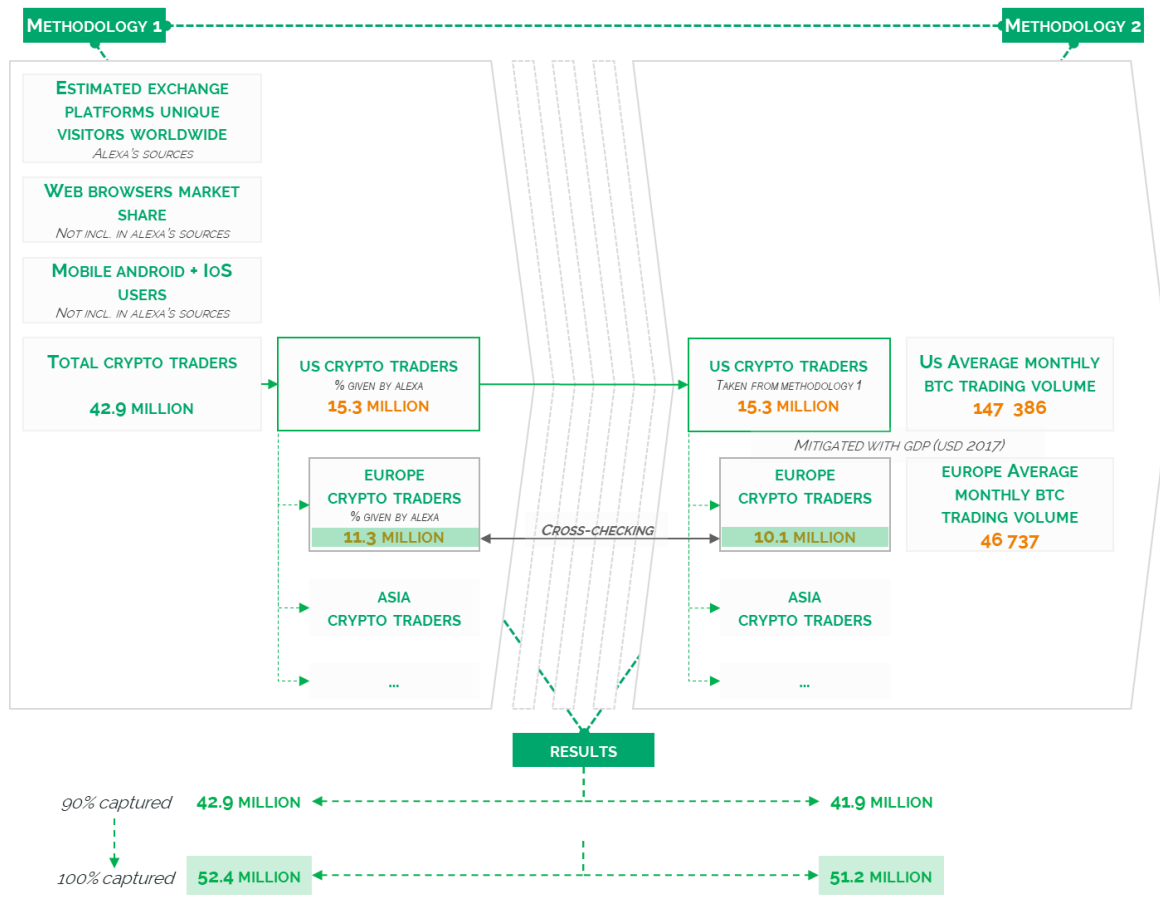 Methodology 1
Methodology 2
Estimated exchange
platforms unique
visitors worldwide
Alexa's sources
Web browsers market
share
Not incl. in alexa's sources
Mobile android + IoS
users
Not incl. in alexa's sources
Total crypto traders
42.9 million
US crypto traders
% given by alexa
15.3 million
US crypto traders
Taken from methodology 1
15.3 million
Us Average monthly
btc trading volume
147 386
Mitigated with gdp (usd 2017)
europe
crypto traders
% given by alexa
11.3 million
Cross-checking
europe
crypto traders
10.1 million
europe Average
monthly btc
trading volume
46 737
asia
crypto traders
asia
crypto traders
...
...
results
90% captured
42.9 million
41.9 million
100% captured
52.4 million
51.2 million